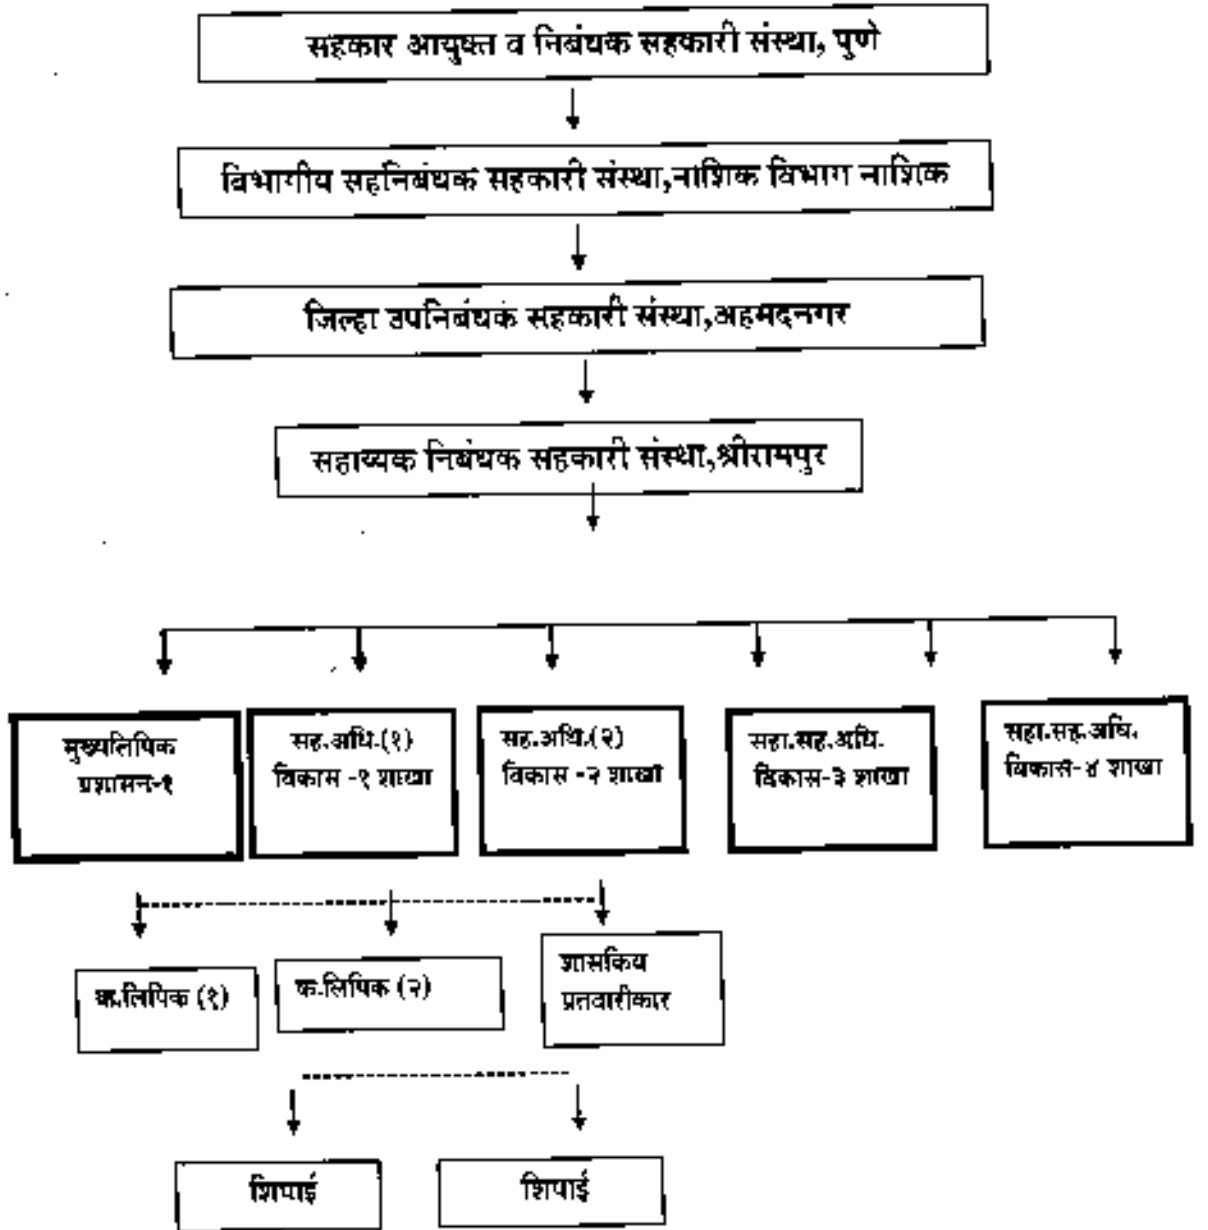 सहकार आयुक्त व निबंधक सहकारी संस्था, पुणे
विभागीय सहनिबंधक सहकारी संस्था,नाशिक विभाग नाशिक
जिल्हा उपनिबंधक सहकारी संस्था,अहमदनगर
सहाय्यक निबंधक सहकारी संस्था,श्रीरामपुर
मुख्यलिपिक
प्रशासन-१
सह.अधि.(१)
विकास -१ शाखा
सह.अधि.(२)
विकास -२ शाखा
सहा.सह.अधि.
विकास-३ शाखा
सहा.सह.अधि.
विकास-४ शाखा
क.लिपिक (१)
क.लिपिक (२)
शासकिय
प्रतवारीकार
शिपाई
शिपाई